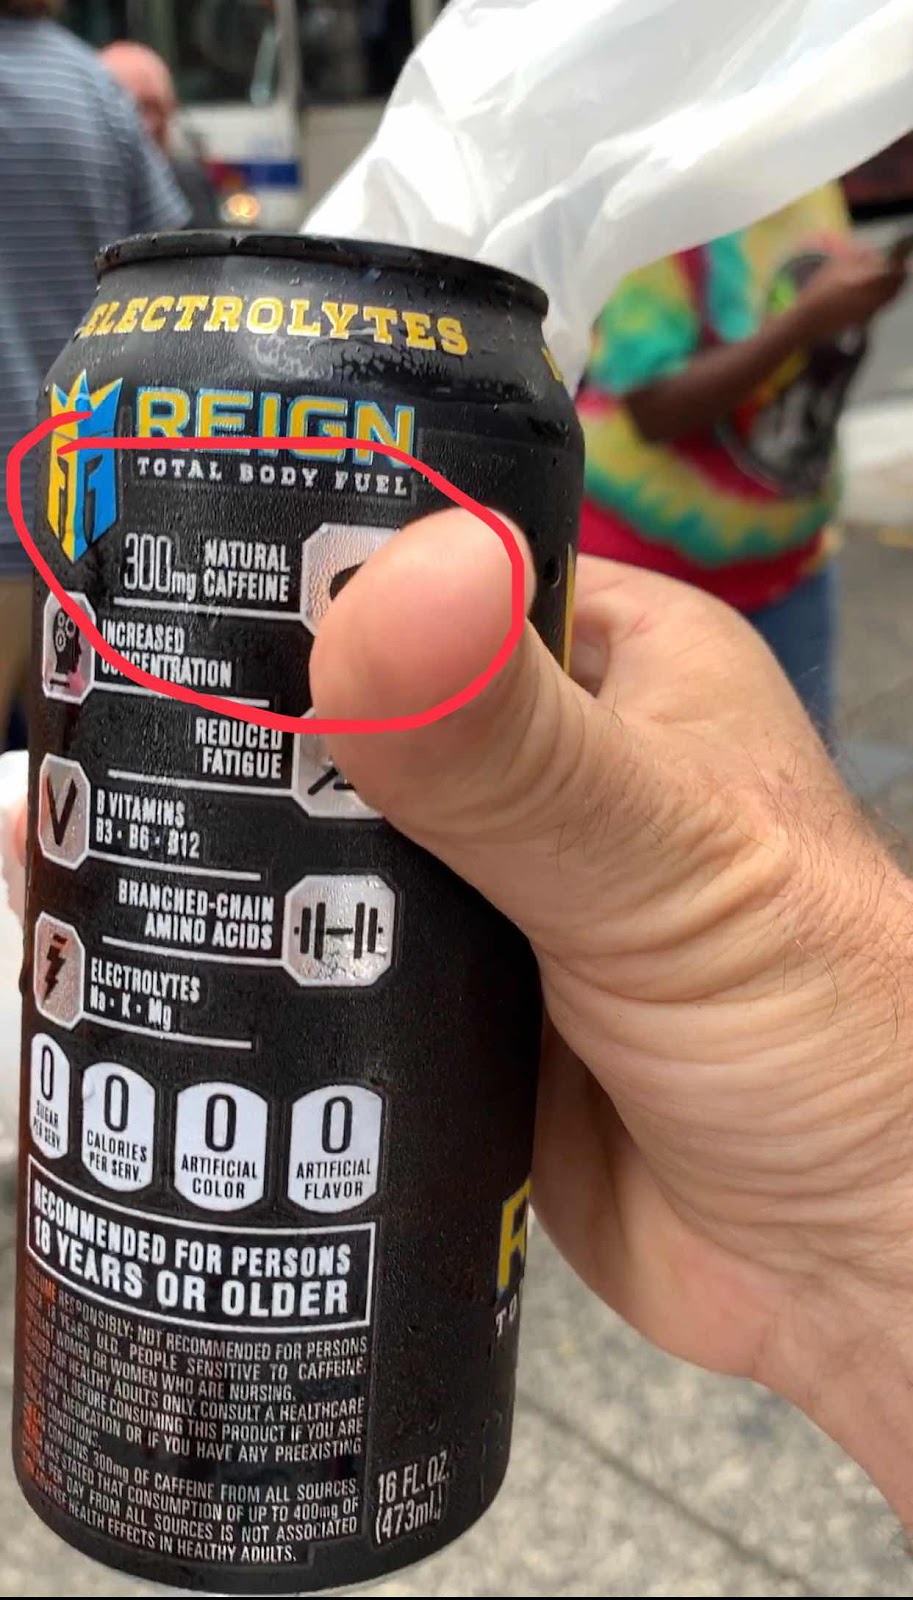 ELECTROLYTES
REIGN
TOTAL BODY FUEL
300mg NATURAL
CAFFEINE
INCREASED
CONCENTRATION
REDUCED
FATIGUE
B VITAMINS
B3 · B6 · B12
BRANCHED-CHAIN
AMINO ACIDS
ELECTROLYTES
Na · K · Mg
0 SUGAR PER SERV.
0 CALORIES PER SERV.
0 ARTIFICIAL COLOR
0 ARTIFICIAL FLAVOR
RECOMMENDED FOR PERSONS
18 YEARS OR OLDER
RESPONSIBLY: NOT RECOMMENDED FOR PERSONS
18 YEARS OLD, PEOPLE SENSITIVE TO CAFFEINE,
WOMEN OR WOMEN WHO ARE NURSING.
FOR HEALTHY ADULTS ONLY. CONSULT A HEALTHCARE
BEFORE CONSUMING THIS PRODUCT IF YOU ARE
MEDICATION OR IF YOU HAVE ANY PREEXISTING
CONDITIONS.
CONTAINS 300mg OF CAFFEINE FROM ALL SOURCES.
STATED THAT CONSUMPTION OF UP TO 400mg OF
PER DAY FROM ALL SOURCES IS NOT ASSOCIATED
HEALTH EFFECTS IN HEALTHY ADULTS.
16 FL.OZ.
(473mL)
R
TO